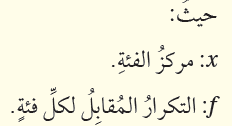 حيثُ:
x: مركزُ الفئةِ.
f: التكرارُ المُقابِلُ لكلِّ فئةٍ.